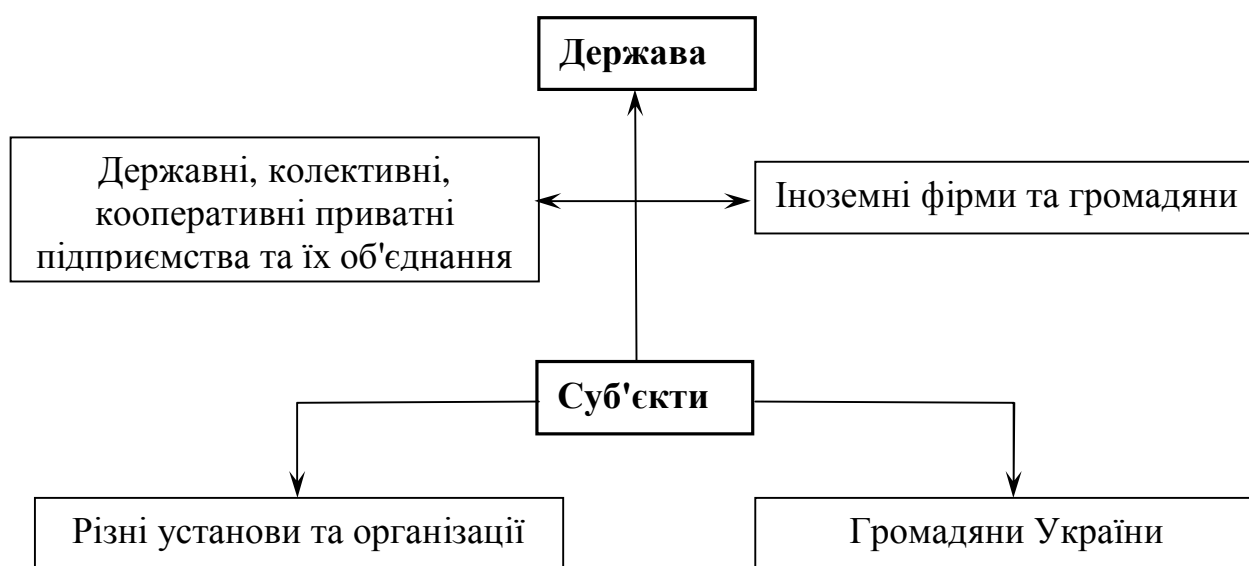 Держава
Державні, колективні,
кооперативні приватні
підприємства та їх об'єднання
Іноземні фірми та громадяни
Суб'єкти
Різні установи та організації
Громадяни України